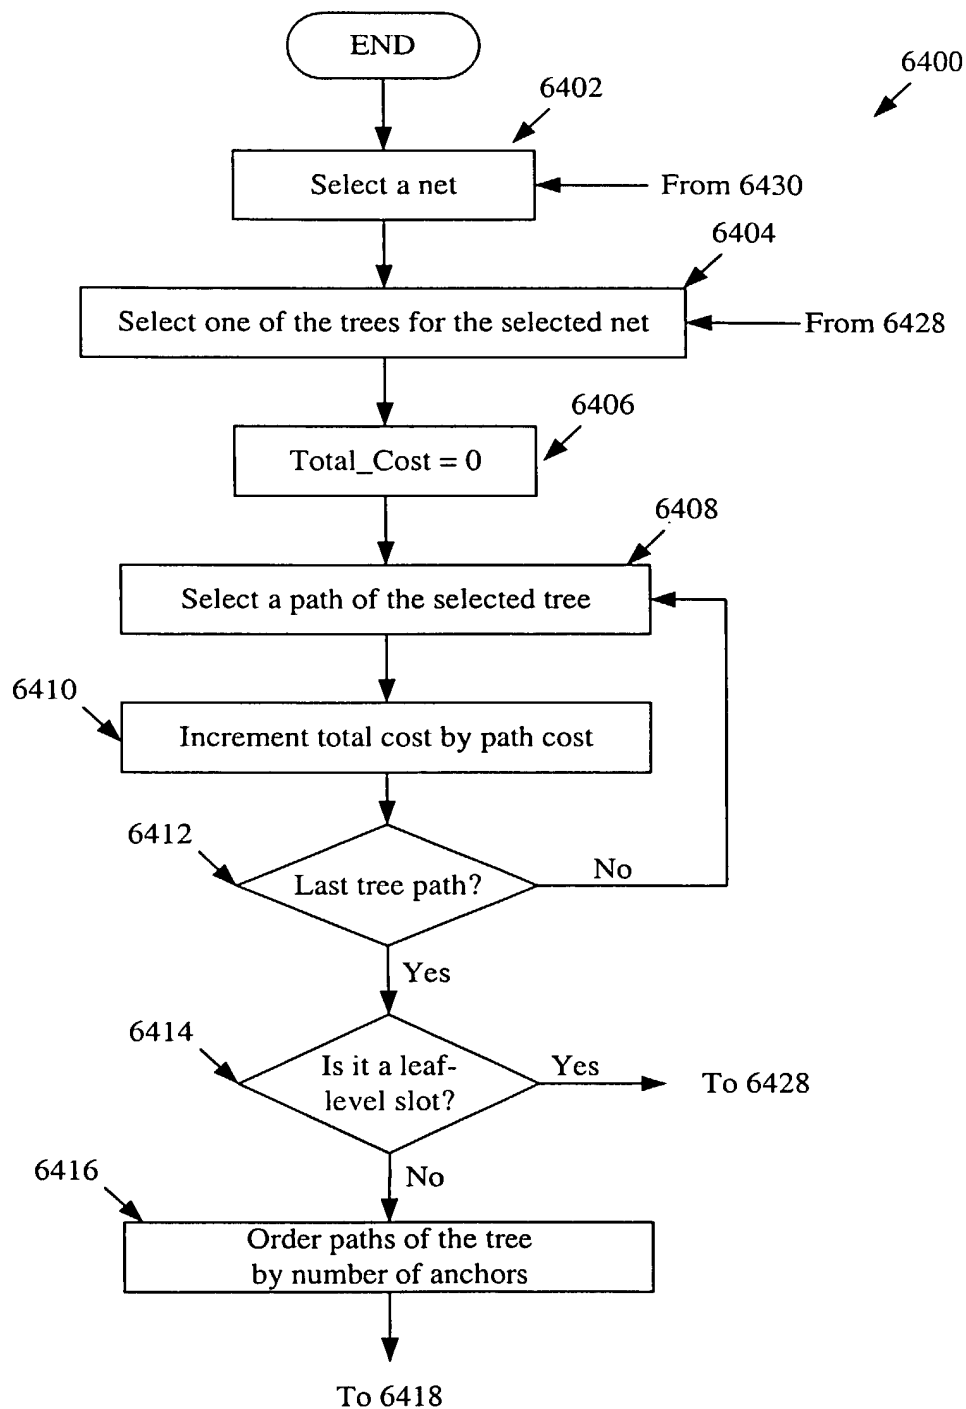 END
6400
6402
Select a net
From 6430
6404
Select one of the trees for the selected net
From 6428
6406
Total_Cost = 0
6408
Select a path of the selected tree
6410
Increment total cost by path cost
6412
Last tree path?
No
Yes
6414
Is it a leaf-
level slot?
Yes
To 6428
No
6416
Order paths of the tree
by number of anchors
To 6418